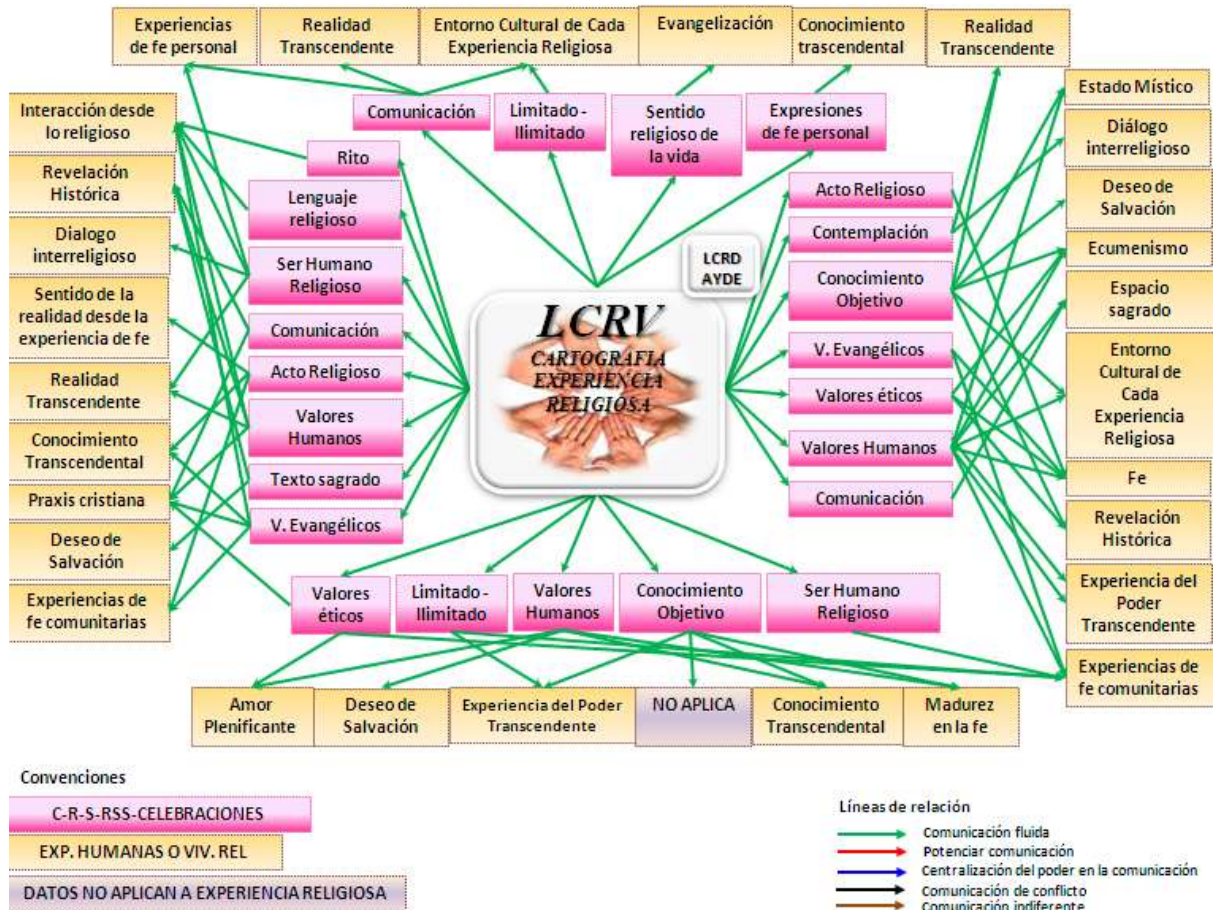 Experiencias
de fe personal
Realidad
Transcendente
Entorno Cultural de Cada
Experiencia Religiosa
Evangelización
Conocimiento
trascendental
Realidad
Transcendente
Comunicación
Limitado -
Ilimitado
Sentido
religioso de
la vida
Expresiones
de fe personal
Interacción desde
lo religioso
Revelación
Histórica
Dialogo
interreligioso
Sentido de la
realidad desde la
experiencia de fe
Realidad
Transcendente
Conocimiento
Transcendental
Praxis cristiana
Deseo de
Salvación
Experiencias de
fe comunitarias
Rito
Lenguaje
religioso
Ser Humano
Religioso
Comunicación
Acto Religioso
Valores
Humanos
Texto sagrado
V. Evangélicos
LCRD
AYDE
LCRV
CARTOGRAFIA
EXPERIENCIA
RELIGIOSA
Acto Religioso
Contemplación
Conocimiento
Objetivo
V. Evangélicos
Valores éticos
Valores Humanos
Comunicación
Estado Místico
Diálogo
interreligioso
Deseo de
Salvación
Ecumenismo
Espacio
sagrado
Entorno
Cultural de
Cada
Experiencia
Religiosa
Fe
Revelación
Histórica
Experiencia del
Poder
Transcendente
Experiencias de
fe comunitarias
Valores
éticos
Limitado -
Ilimitado
Valores
Humanos
Conocimiento
Objetivo
Ser Humano
Religioso
Amor
Plenificante
Deseo de
Salvación
Experiencia del Poder
Transcendente
NO APLICA
Conocimiento
Transcendental
Madurez
en la fe
Convenciones
C-R-S-RSS-CELEBRACIONES
EXP. HUMANAS O VIV. REL
DATOS NO APLICAN A EXPERIENCIA RELIGIOSA
Líneas de relación
Comunicación fluida
Potenciar comunicación
Centralización del poder en la comunicación
Comunicación de conflicto
Comunicación indiferente